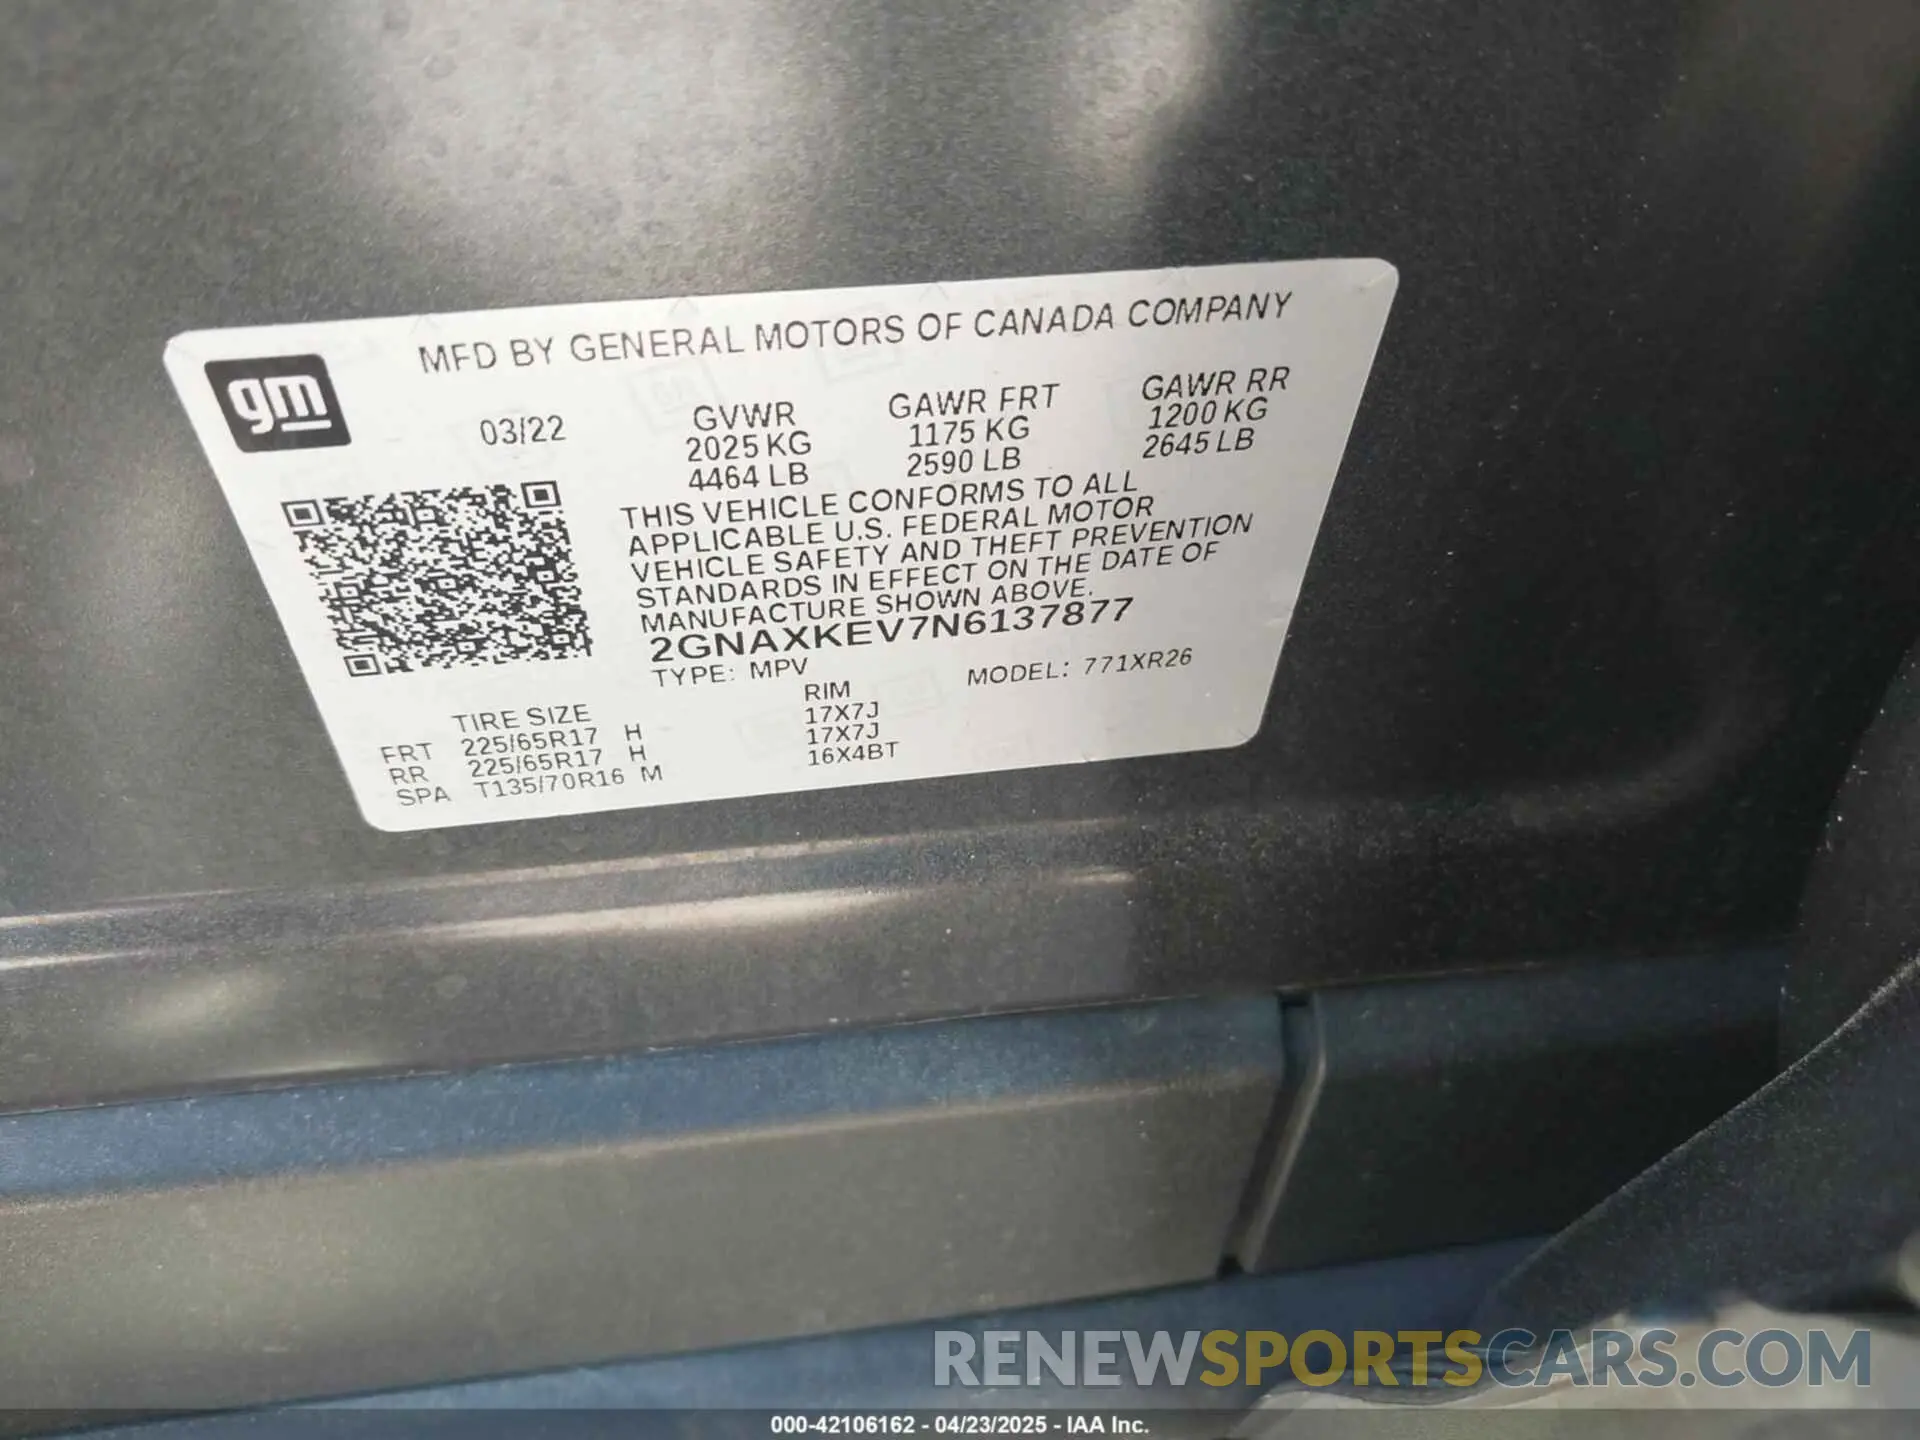 MFD BY GENERAL MOTORS OF CANADA COMPANY
gm
03/22
GVWR
2025 KG
4464 LB
GAWR FRT
1175 KG
2590 LB
GAWR RR
1200 KG
2645 LB
THIS VEHICLE CONFORMS TO ALL
APPLICABLE U.S. FEDERAL MOTOR
VEHICLE SAFETY AND THEFT PREVENTION
STANDARDS IN EFFECT ON THE DATE OF
MANUFACTURE SHOWN ABOVE.
2GNAXKEV7N6137877
TYPE: MPV MODEL: 771XR26
TIRE SIZE RIM
FRT 225/65R17 H 17X7J
RR 225/65R17 H 17X7J
SPA T135/70R16 M 16X4BT
RENEWSPORTSCARS.COM
000-42106162 - 04/23/2025 - IAA Inc.